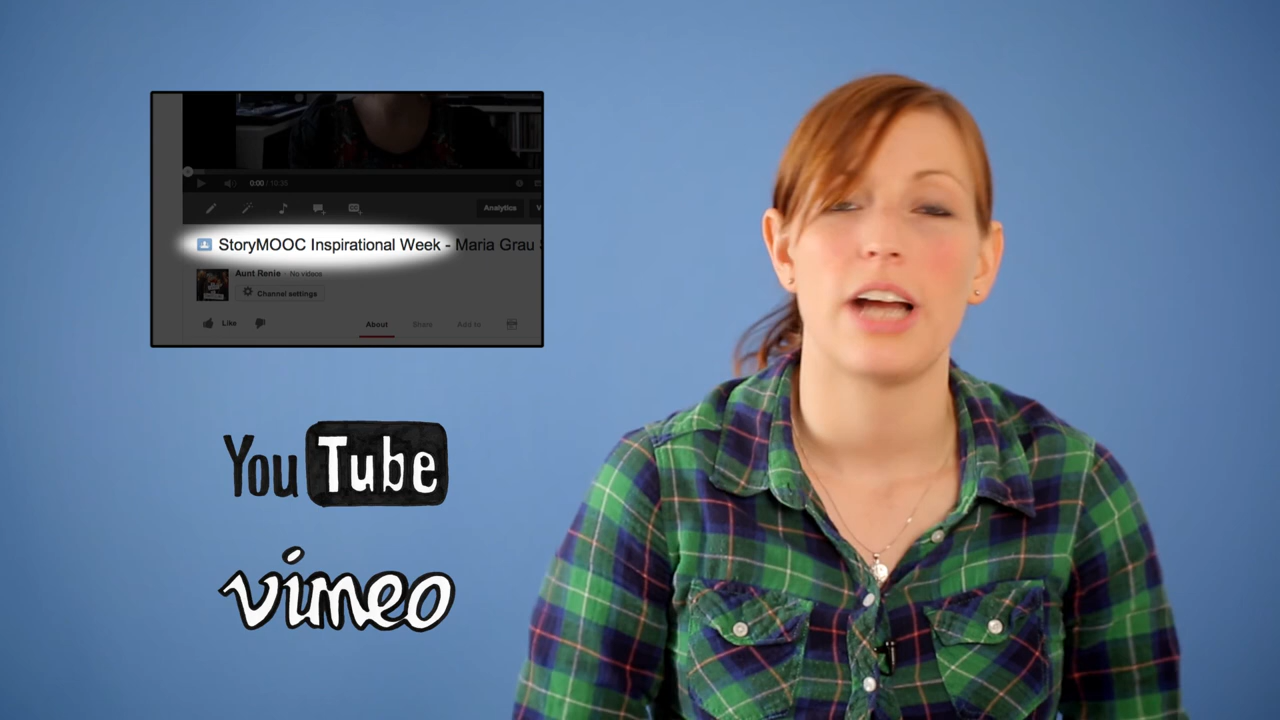 0:00 / 10:35
Analytics
StoryMOOC Inspirational Week - Maria Grau
Aunt Renie - No videos
Channel settings
Like
About
Share
Add to
YouTube
vimeo